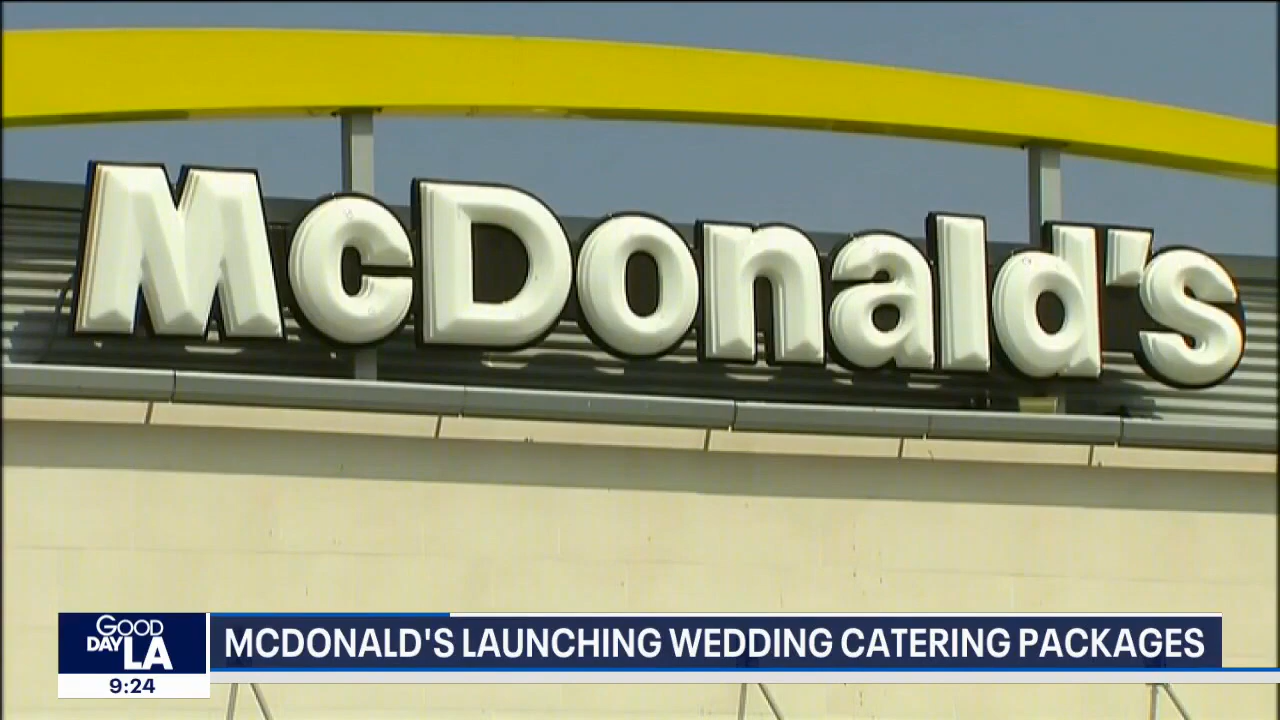 McDonald's
GOOD
DAY LA
9:24
MCDONALD'S LAUNCHING WEDDING CATERING PACKAGES